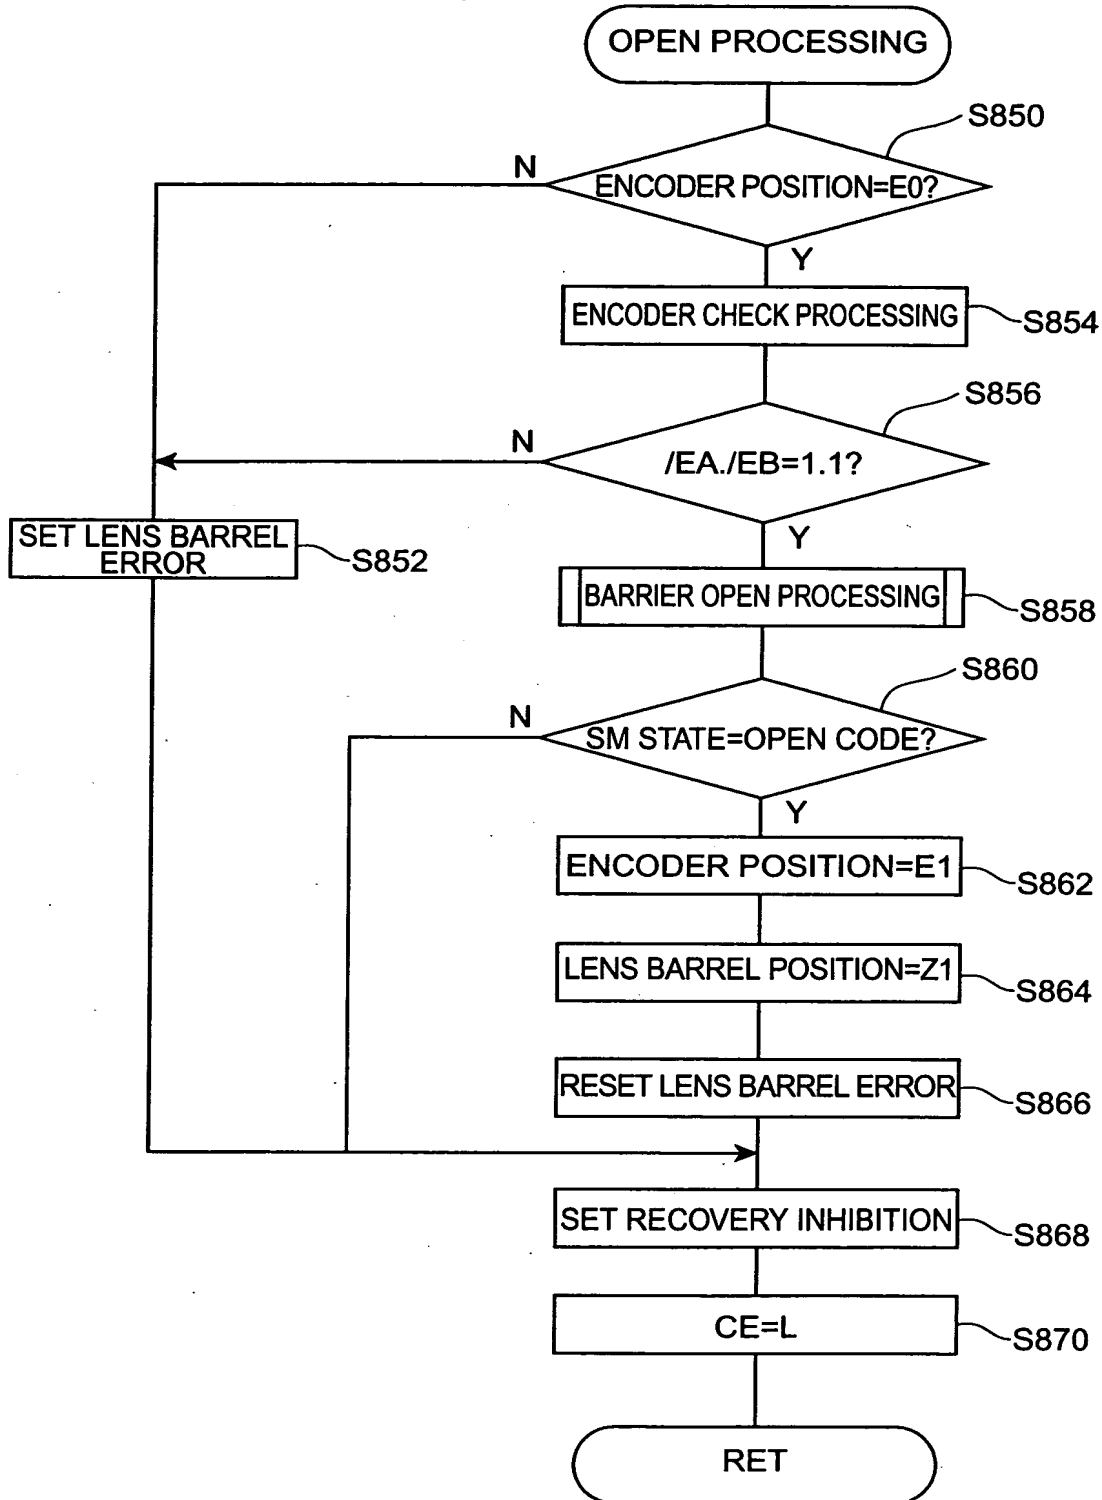 OPEN PROCESSING
S850
N
ENCODER POSITION=E0?
Y
ENCODER CHECK PROCESSING
S854
S856
N
/EA./EB=1.1?
SET LENS BARREL
ERROR
S852
Y
BARRIER OPEN PROCESSING
S858
S860
N
SM STATE=OPEN CODE?
Y
ENCODER POSITION=E1
S862
LENS BARREL POSITION=Z1
S864
RESET LENS BARREL ERROR
S866
SET RECOVERY INHIBITION
S868
CE=L
S870
RET